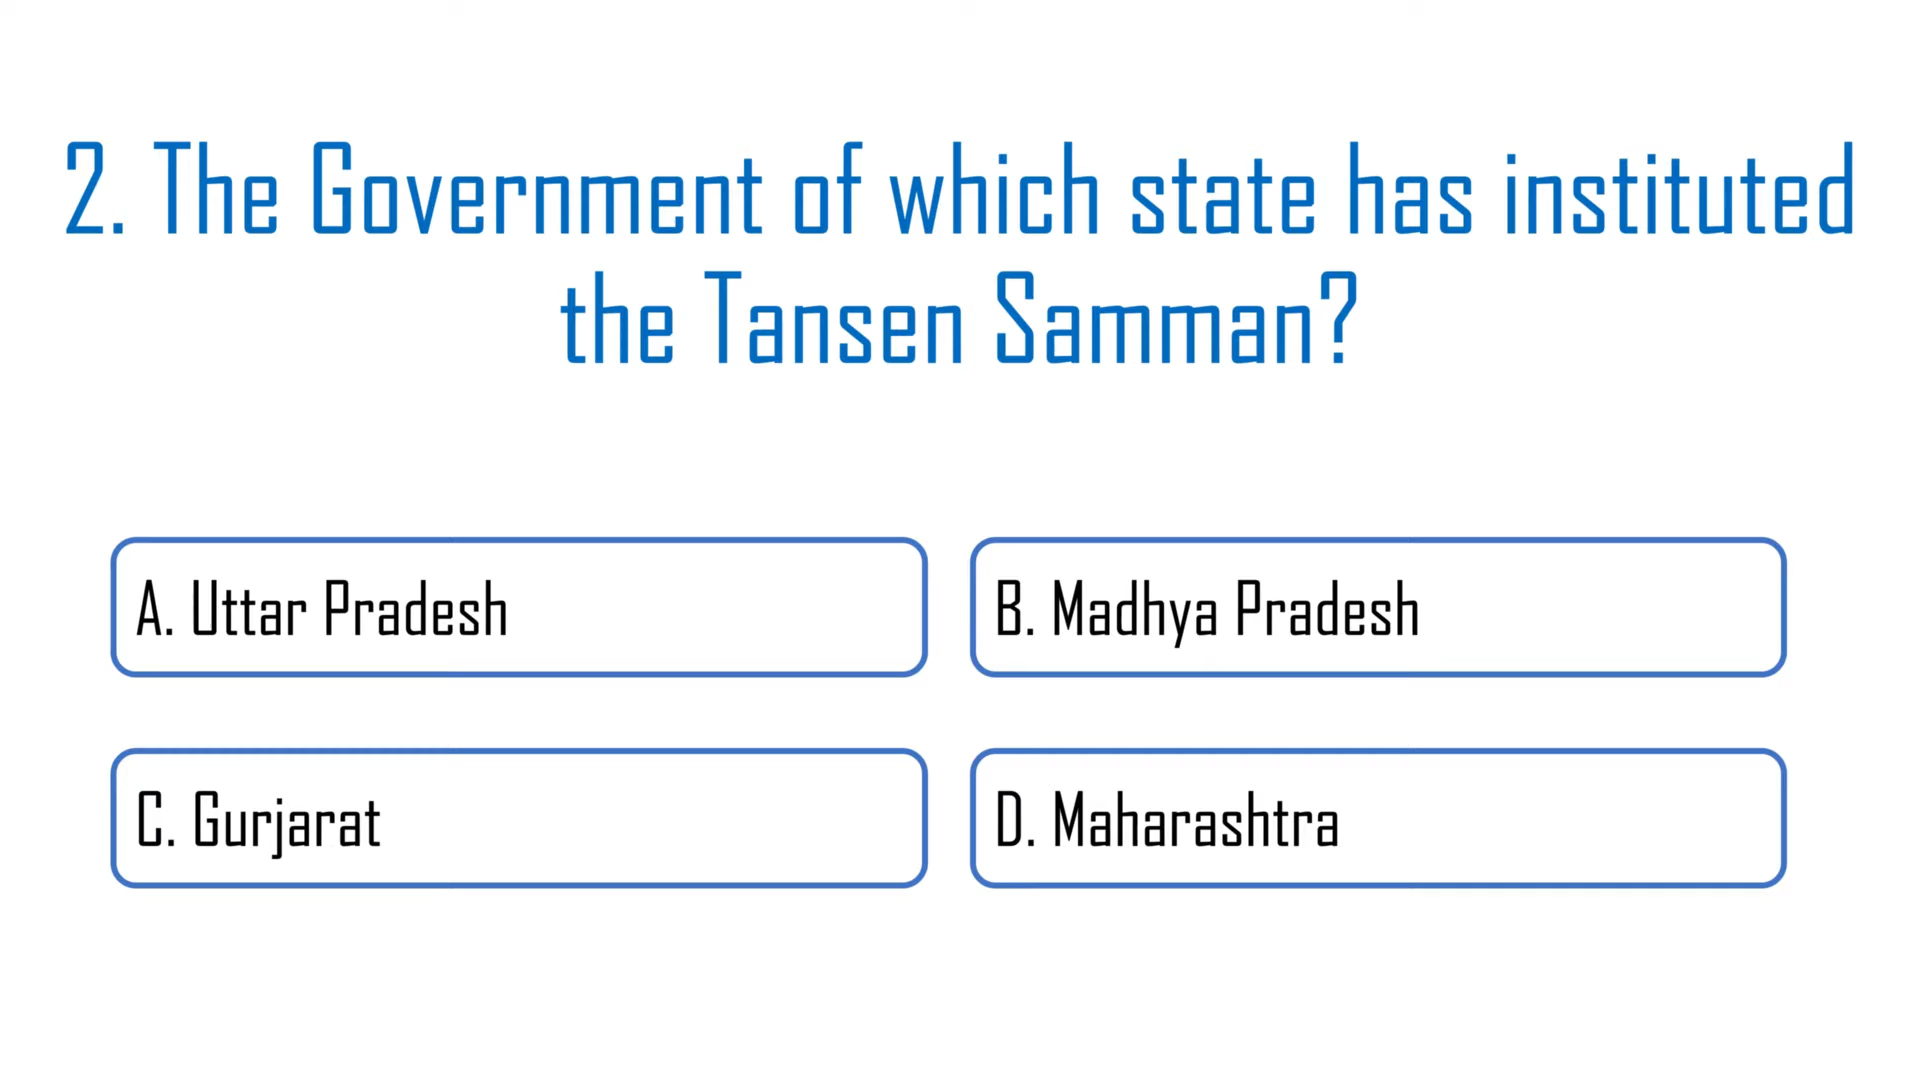 2. The Government of which state has instituted
the Tansen Samman?
A. Uttar Pradesh
B. Madhya Pradesh
C. Gurjarat
D. Maharashtra